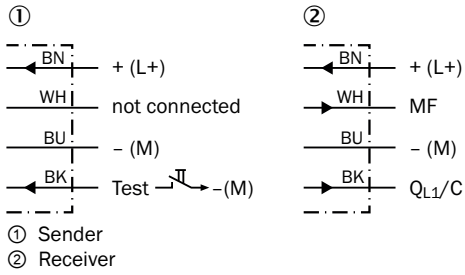 ① ②
BN + (L+) BN + (L+)
WH not connected WH MF
BU – (M) BU – (M)
BK Test –(M) BK QL1/C
① Sender
② Receiver